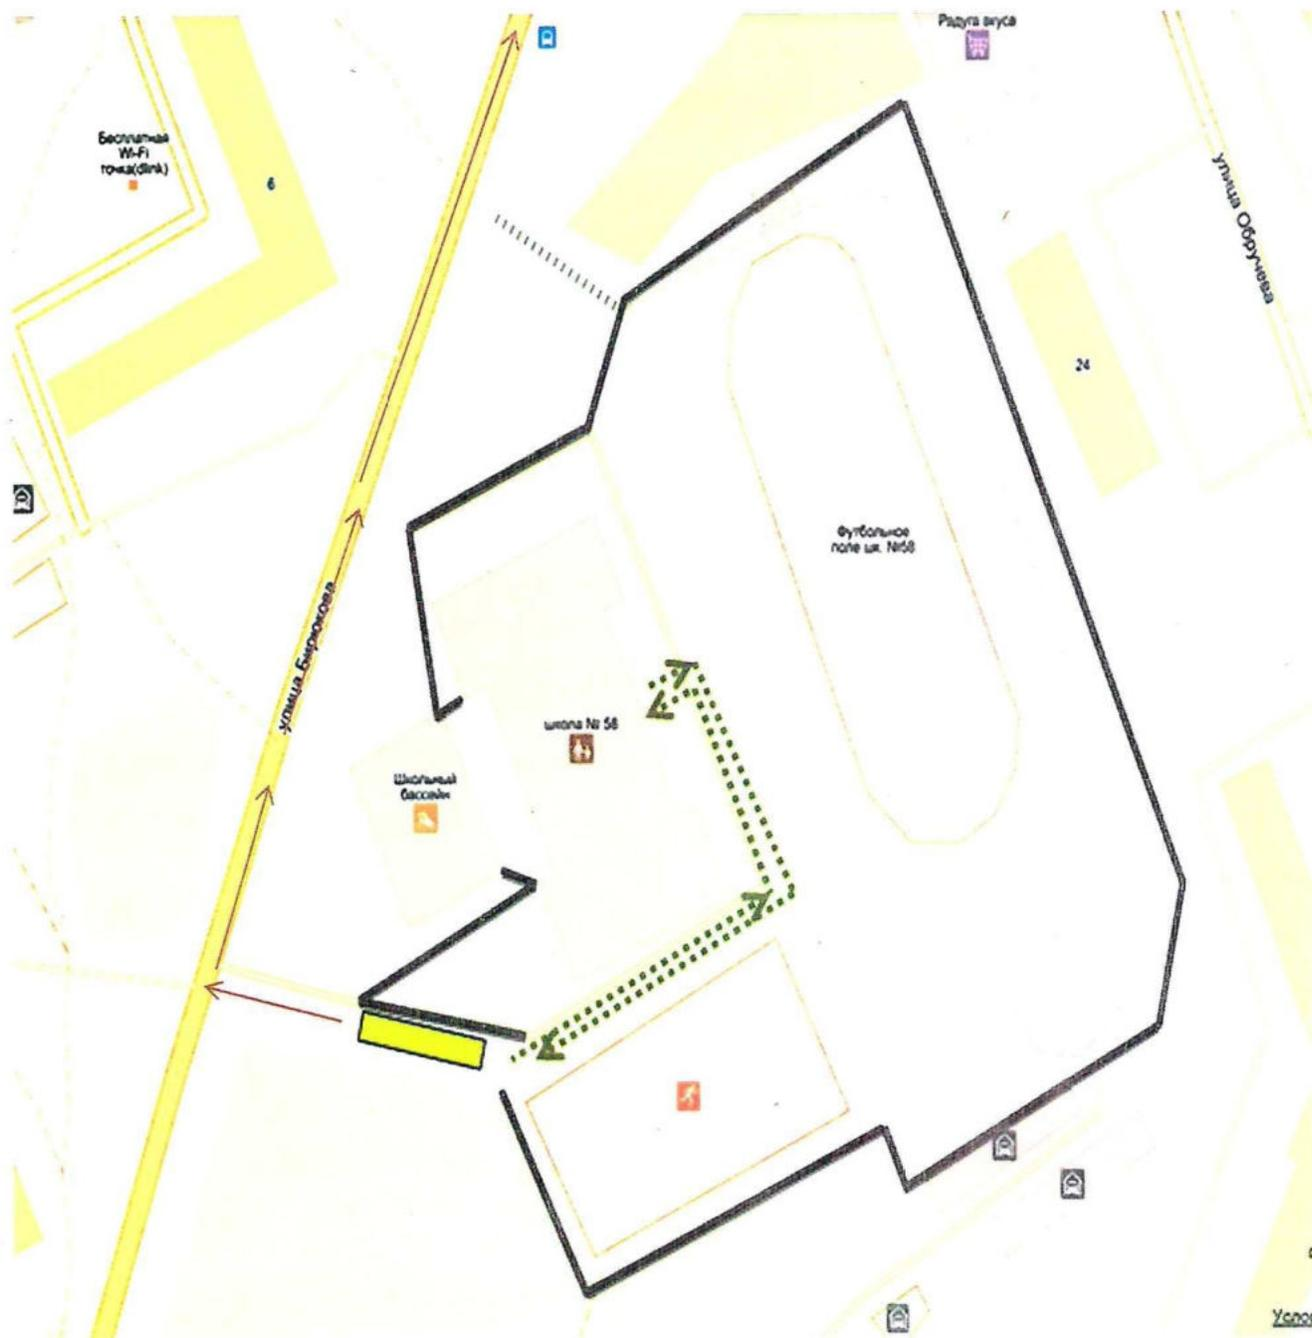 Радуга вкуса
Бесплатная
Wi-Fi
точка(dlink)
6
улица Обручева
24
Футбольное
поле шк. №58
улица Бирюкова
школа № 58
Школьный
бассейн
Услов